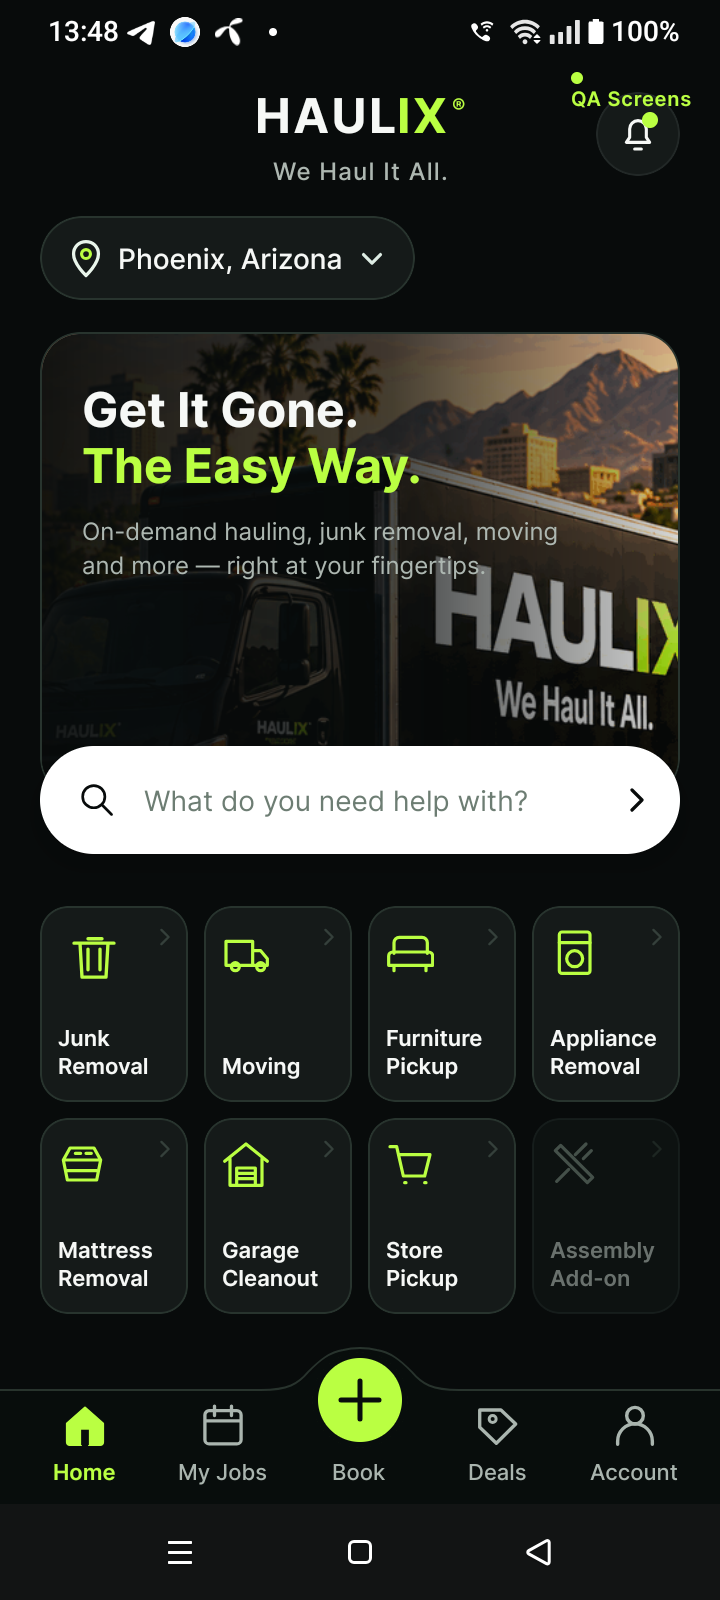 13:48
100%
QA Screens
HAULIX®
We Haul It All.
Phoenix, Arizona
Get It Gone.
The Easy Way.
On-demand hauling, junk removal, moving
and more — right at your fingertips.
HAULIX
We Haul It All.
HAULIX
HAULIX
What do you need help with?
Junk
Removal
Moving
Furniture
Pickup
Appliance
Removal
Mattress
Removal
Garage
Cleanout
Store
Pickup
Assembly
Add-on
Home
My Jobs
Book
Deals
Account